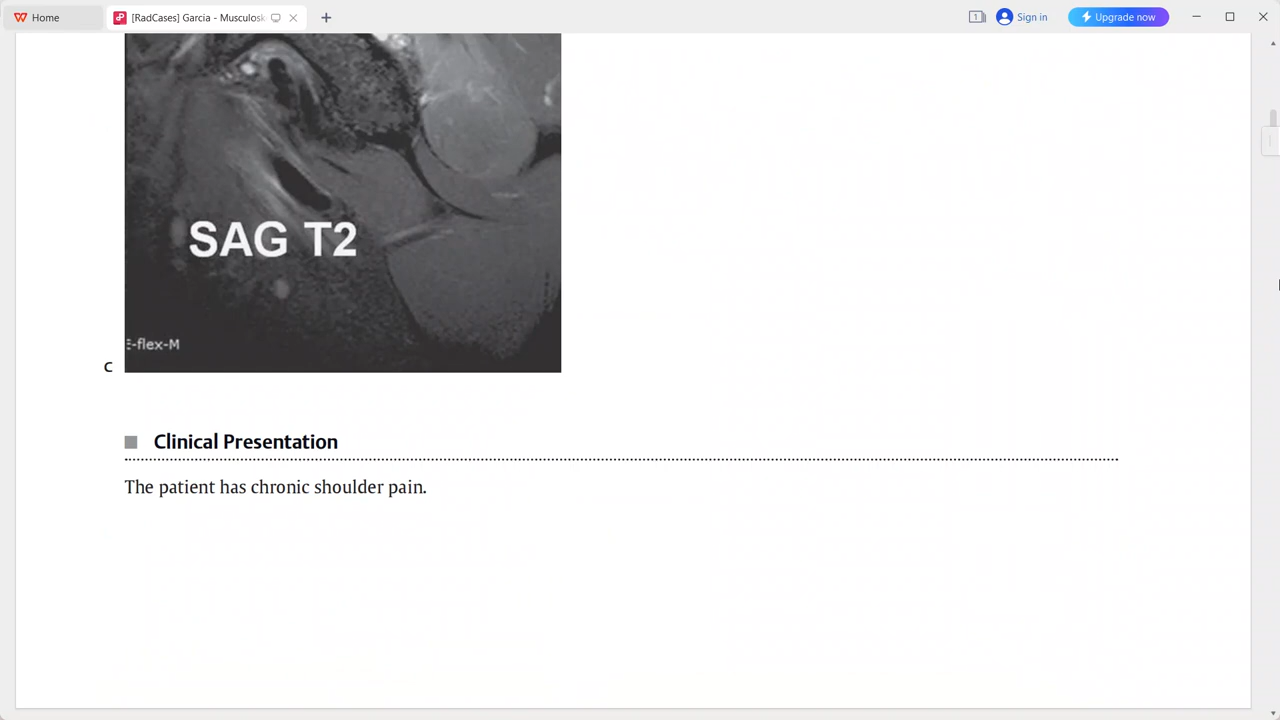 Home
[RadCases] Garcia - Musculosk
1
Sign in
Upgrade now
SAG T2
E-flex-M
C
Clinical Presentation
The patient has chronic shoulder pain.